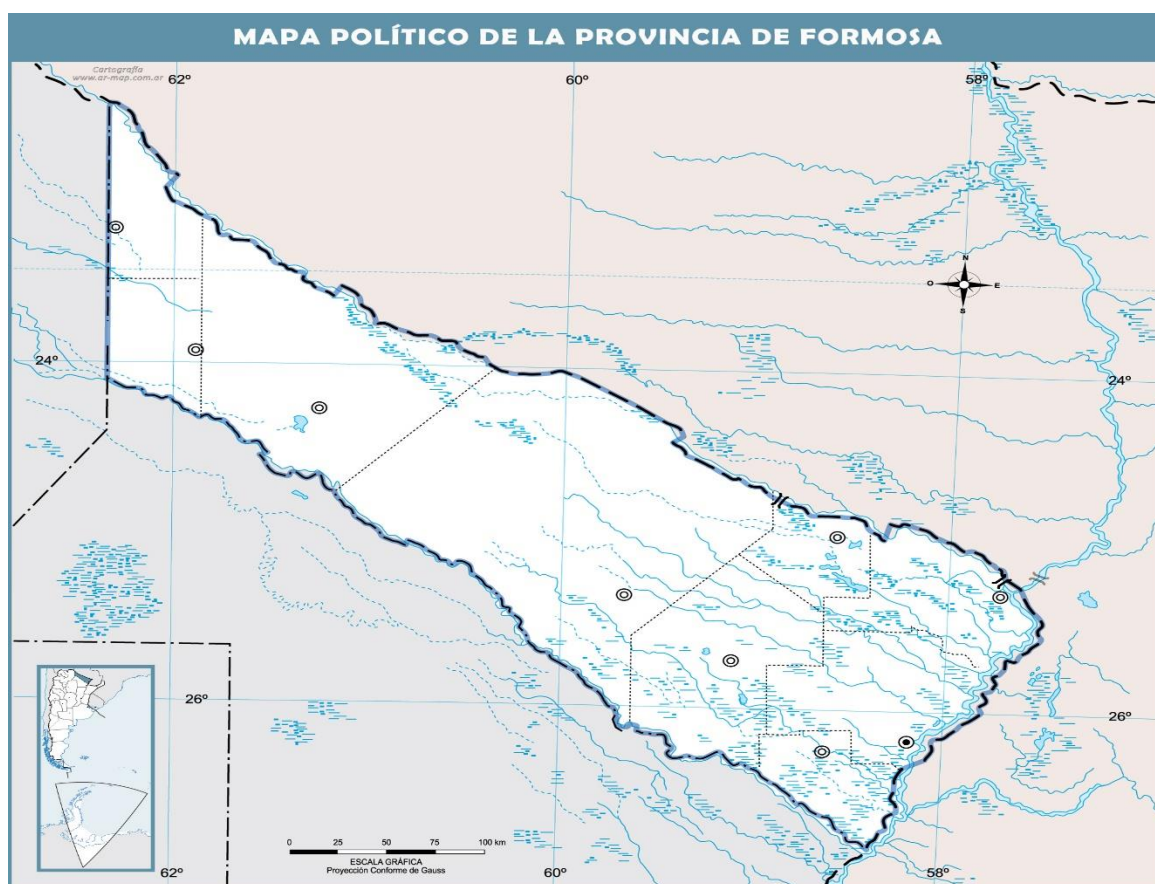 MAPA POLÍTICO DE LA PROVINCIA DE FORMOSA
Cartografía
www.ar-map.com.ar
62º
60º
58º
N
O
E
S
24º
24º
26º
26º
0 25 50 75 100 km
ESCALA GRÁFICA
Proyección Conforme de Gauss
62º
60º
58º